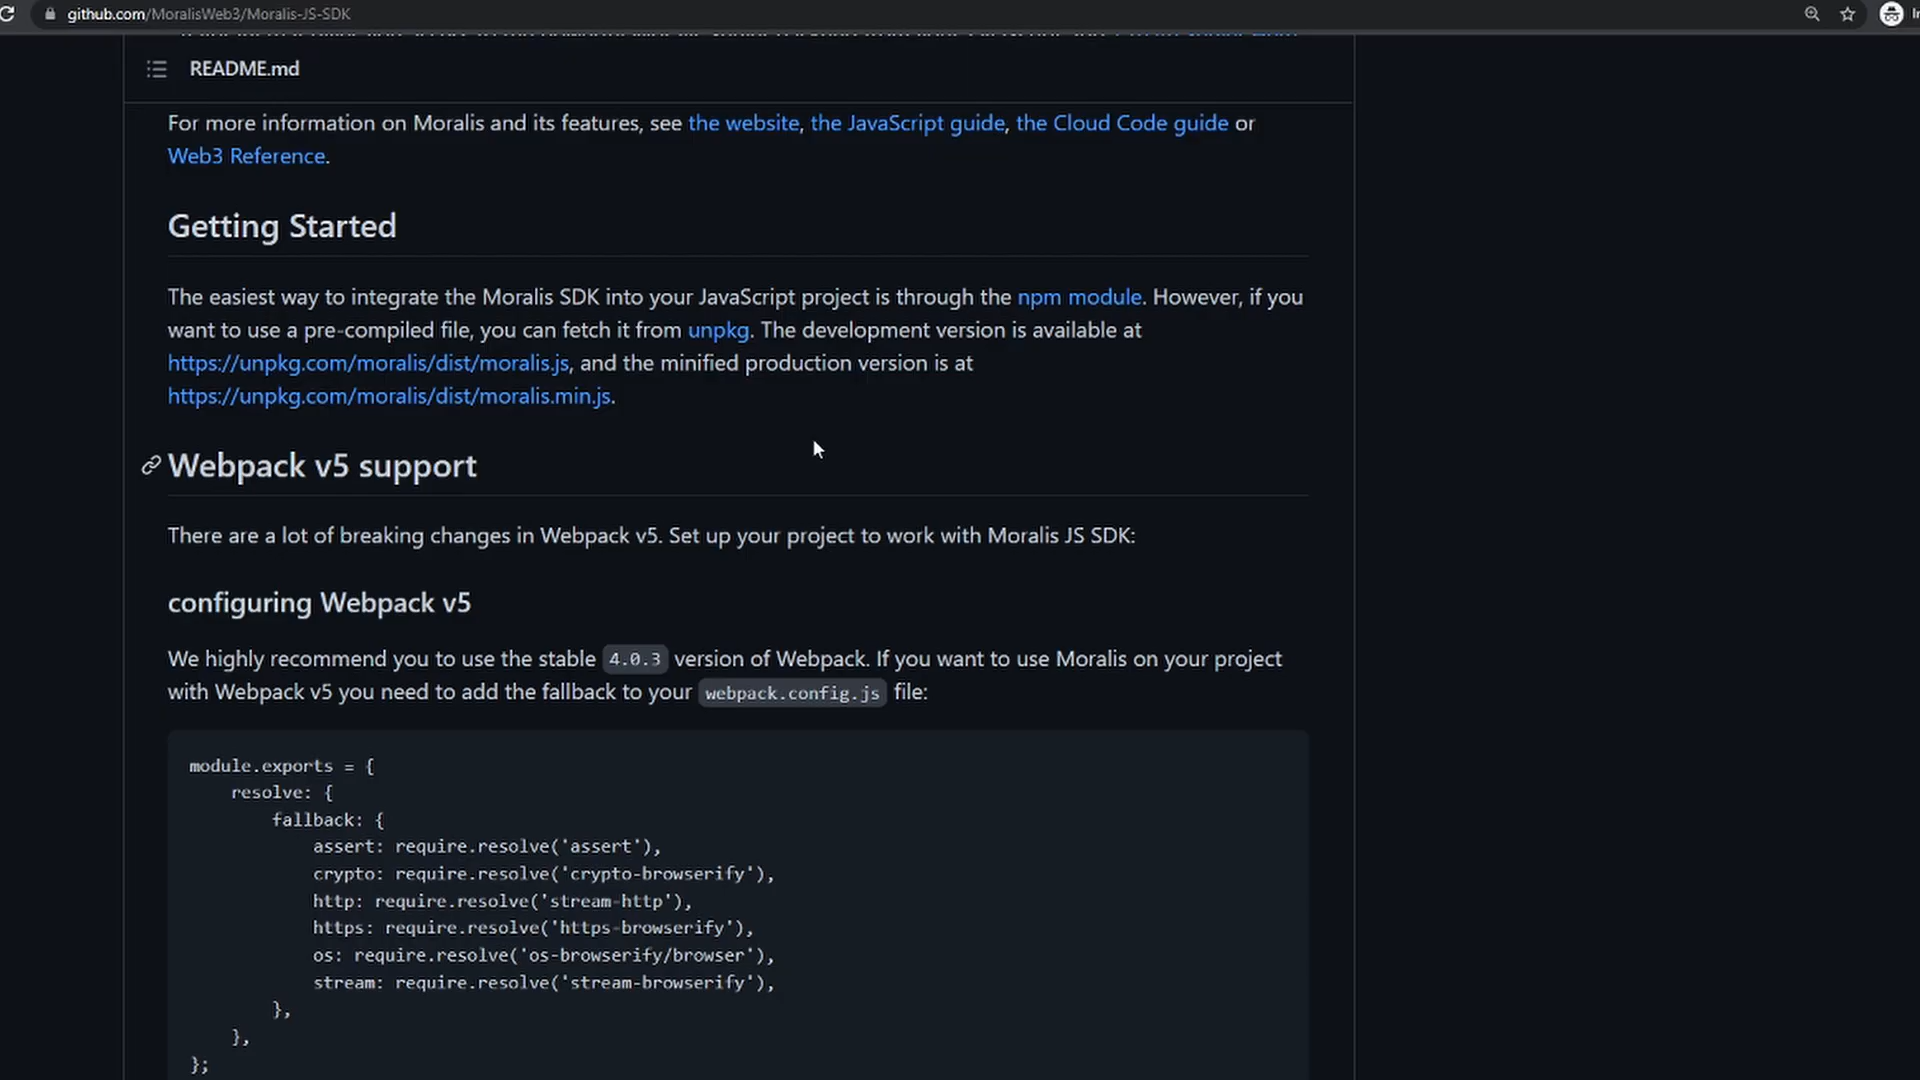 github.com/MoralisWeb3/Moralis-JS-SDK
README.md
For more information on Moralis and its features, see the website, the JavaScript guide, the Cloud Code guide or
Web3 Reference.
Getting Started
The easiest way to integrate the Moralis SDK into your JavaScript project is through the npm module. However, if you
want to use a pre-compiled file, you can fetch it from unpkg. The development version is available at
https://unpkg.com/moralis/dist/moralis.js, and the minified production version is at
https://unpkg.com/moralis/dist/moralis.min.js.
Webpack v5 support
There are a lot of breaking changes in Webpack v5. Set up your project to work with Moralis JS SDK:
configuring Webpack v5
We highly recommend you to use the stable 4.0.3 version of Webpack. If you want to use Moralis on your project
with Webpack v5 you need to add the fallback to your webpack.config.js file:
module.exports = {
resolve: {
fallback: {
assert: require.resolve('assert'),
crypto: require.resolve('crypto-browserify'),
http: require.resolve('stream-http'),
https: require.resolve('https-browserify'),
os: require.resolve('os-browserify/browser'),
stream: require.resolve('stream-browserify'),
},
},
};